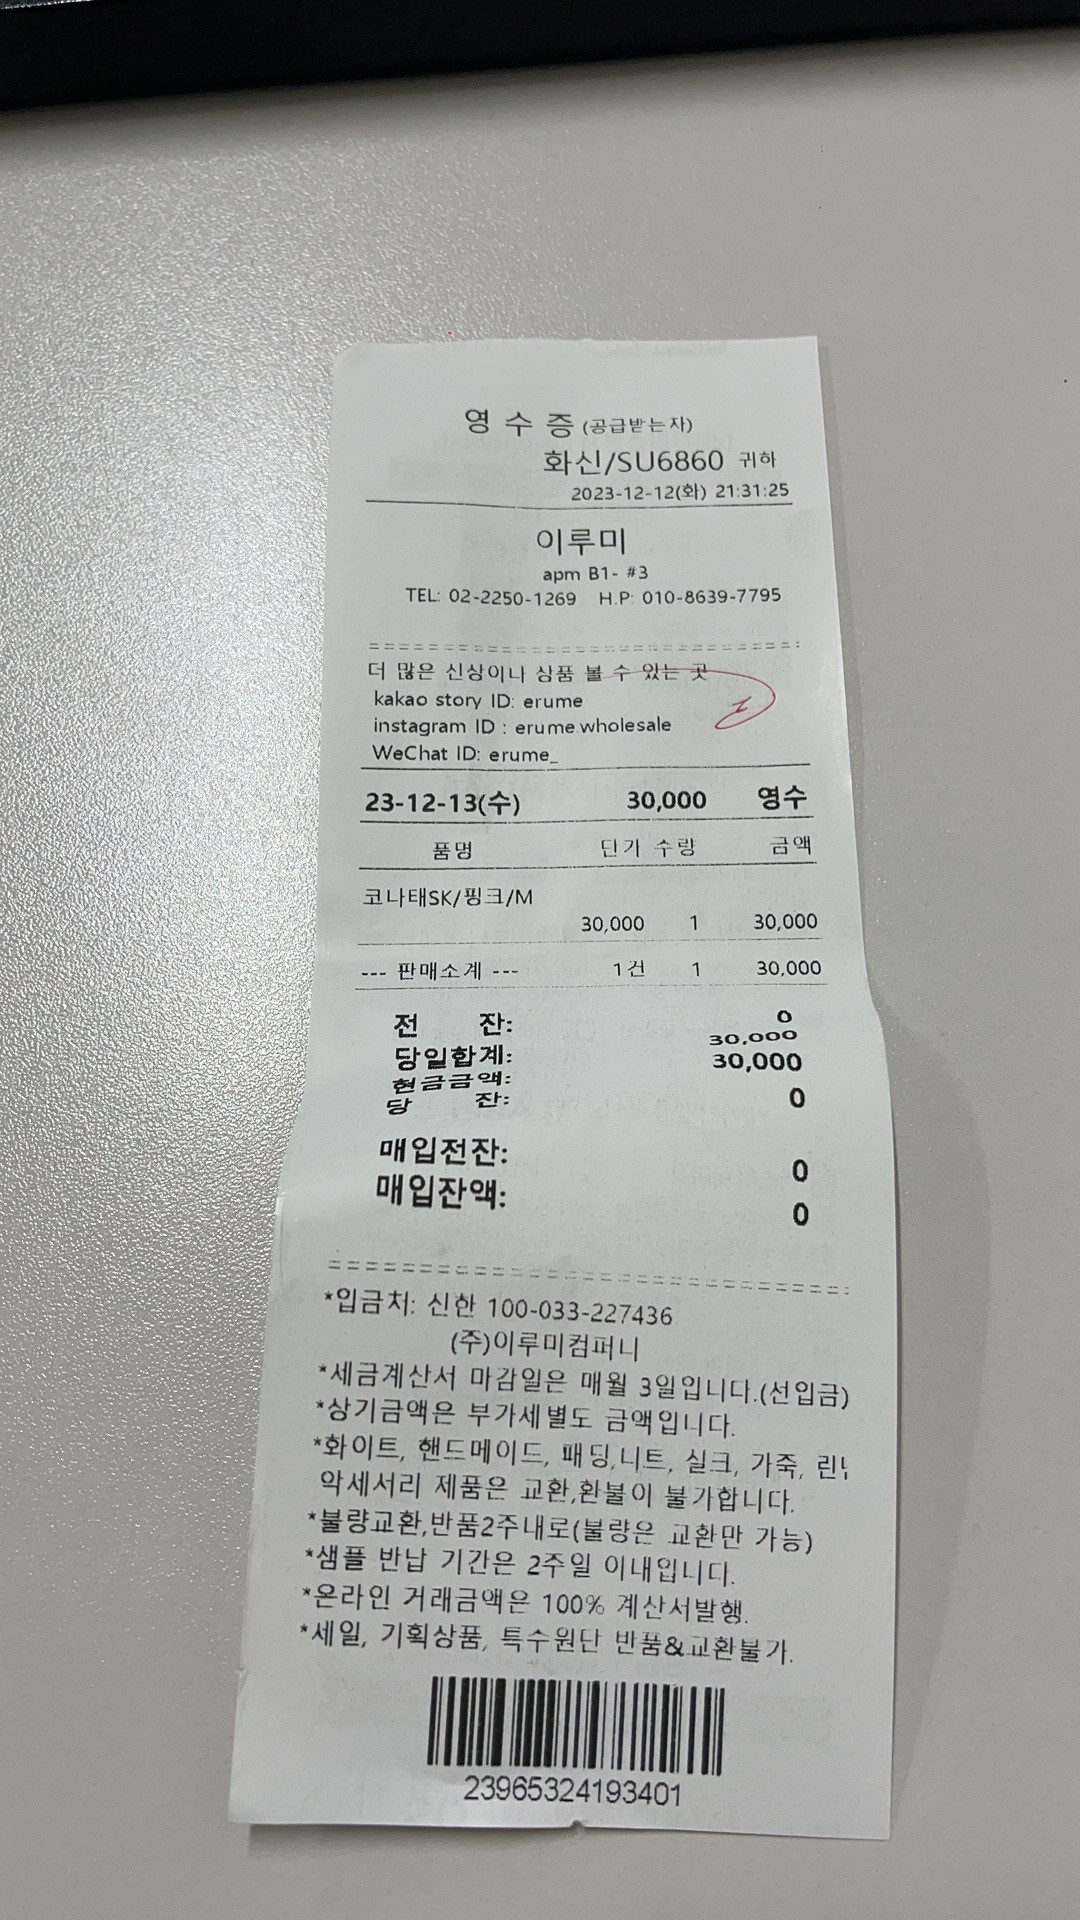 영 수 증 (공급받는자)
화신/SU6860 귀하
2023-12-12(화) 21:31:25
이루미
apm B1- #3
TEL: 02-2250-1269 H.P: 010-8639-7795
더 많은 신상이나 상품 볼 수 있는 곳
kakao story ID: erume
instagram ID : erume.wholesale
WeChat ID: erume_
23-12-13(수) 30,000 영수
품명 단가 수량 금액
코나태SK/핑크/M
30,000 1 30,000
--- 판매소계 --- 1건 1 30,000
전 잔: 0
당일합계: 30,000
현금금액: 30,000
당 잔: 0
매입전잔: 0
매입잔액: 0
*입금처: 신한 100-033-227436
(주)이루미컴퍼니
*세금계산서 마감일은 매월 3일입니다.(선입금)
*상기금액은 부가세별도 금액입니다.
*화이트, 핸드메이드, 패딩,니트, 실크, 가죽,
악세서리 제품은 교환,환불이 불가합니다.
*불량교환,반품2주내로(불량은 교환만 가능)
*샘플 반납 기간은 2주일 이내입니다.
*온라인 거래금액은 100% 계산서발행.
*세일, 기획상품, 특수원단 반품&교환불가.
23965324193401